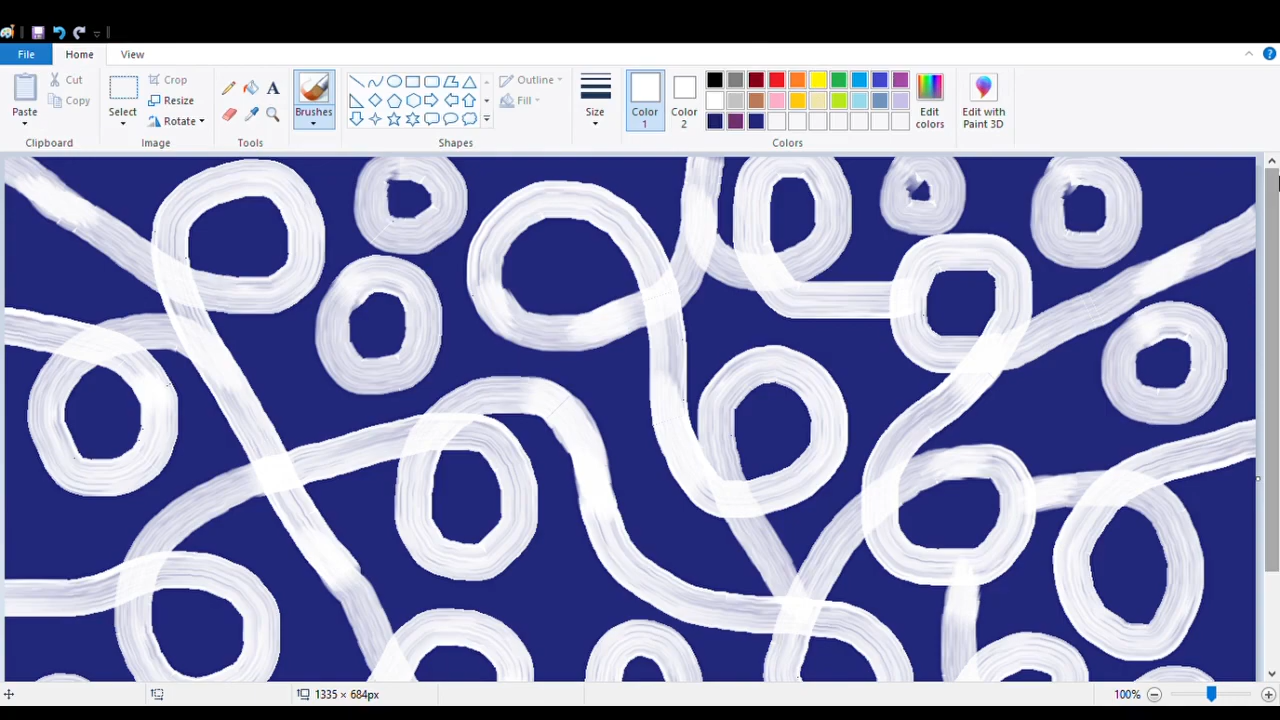 File Home View
Paste Cut Copy Clipboard
Select Crop Resize Rotate Image
A Tools
Brushes
Shapes Outline Fill
Size
Color 1 Color 2 Edit colors Colors
Edit with Paint 3D
1335 × 684px 100%